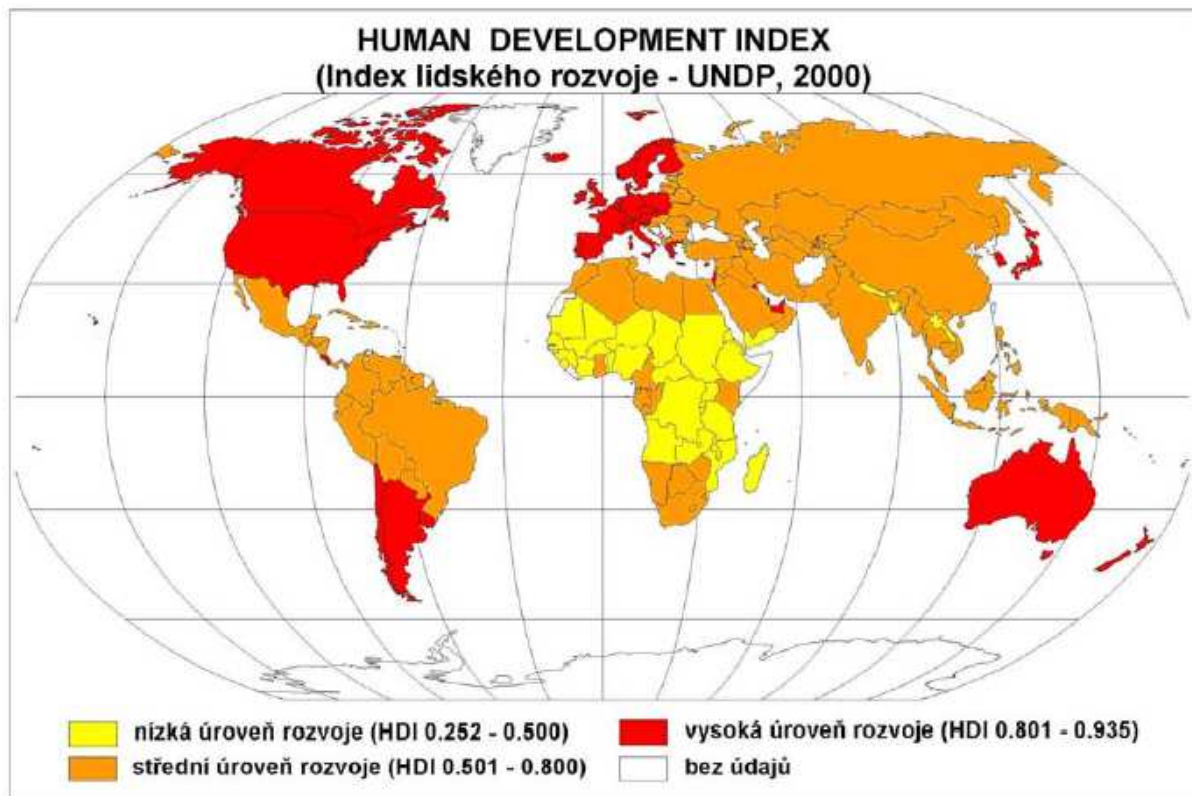 HUMAN DEVELOPMENT INDEX
(Index lidského rozvoje - UNDP, 2000)
nízká úroveň rozvoje (HDI 0.252 - 0.500)
vysoká úroveň rozvoje (HDI 0.801 - 0.935)
střední úroveň rozvoje (HDI 0.501 - 0.800)
bez údajů